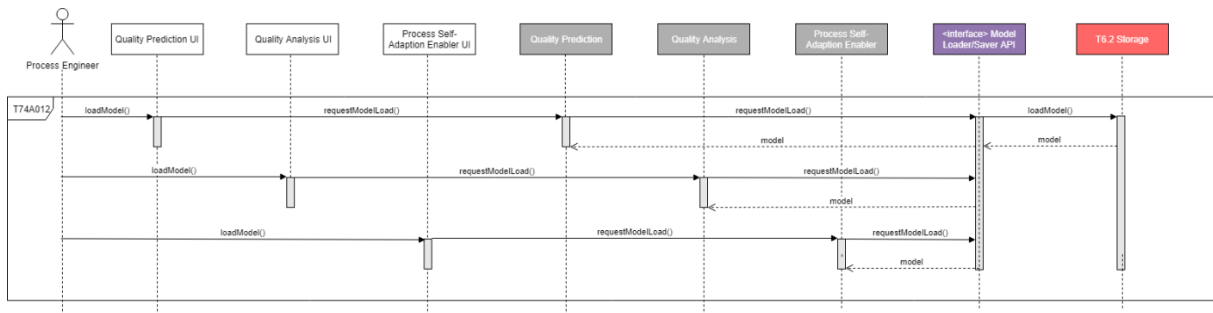 Process Engineer
Quality Prediction UI
Quality Analysis UI
Process Self-
Adaption Enabler UI
Quality Prediction
Quality Analysis
Process Self-
Adaption Enabler
<interface> Model
Loader/Saver API
T6.2 Storage
T74A012
loadModel()
requestModelLoad()
requestModelLoad()
loadModel()
model
model
loadModel()
requestModelLoad()
requestModelLoad()
model
loadModel()
requestModelLoad()
requestModelLoad()
model